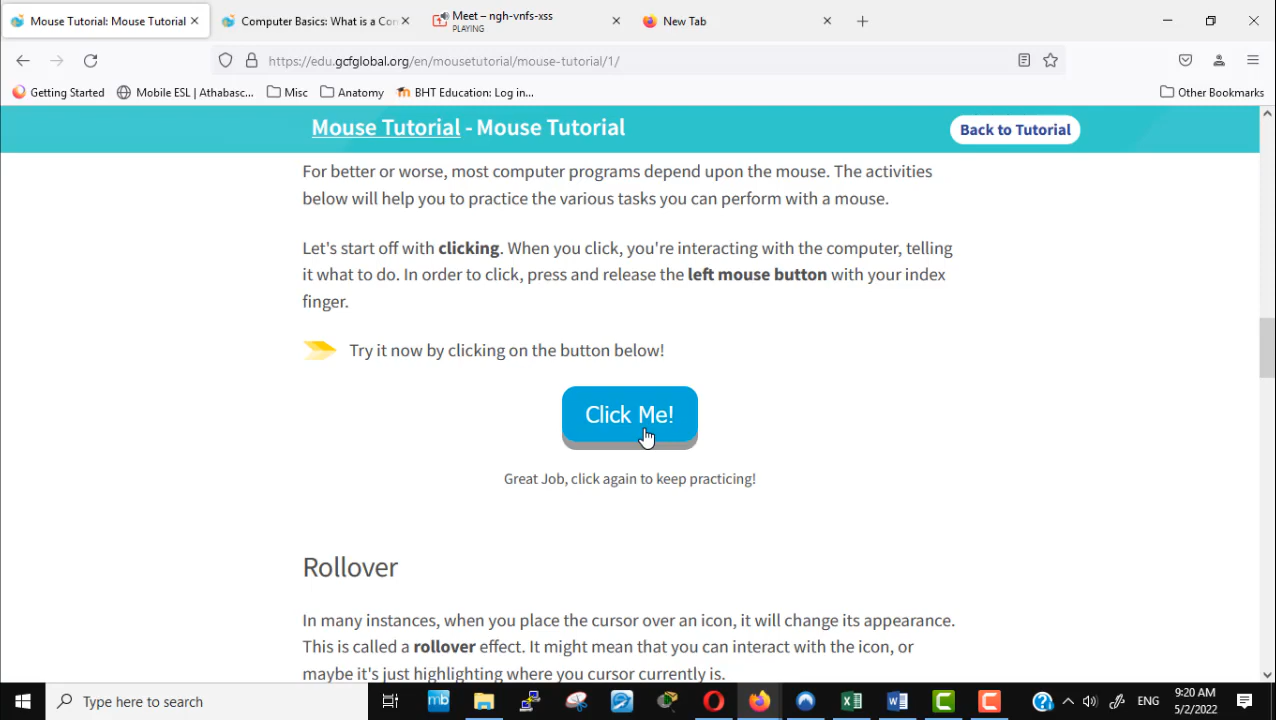 Mouse Tutorial: Mouse Tutorial
Computer Basics: What is a Con
Meet – ngh-vnfs-xss
PLAYING
New Tab
https://edu.gcfglobal.org/en/mousetutorial/mouse-tutorial/1/
Getting Started
Mobile ESL | Athabasc...
Misc
Anatomy
BHT Education: Log in...
Other Bookmarks
Mouse Tutorial - Mouse Tutorial
Back to Tutorial
For better or worse, most computer programs depend upon the mouse. The activities
below will help you to practice the various tasks you can perform with a mouse.
Let's start off with clicking. When you click, you're interacting with the computer, telling
it what to do. In order to click, press and release the left mouse button with your index
finger.
Try it now by clicking on the button below!
Click Me!
Great Job, click again to keep practicing!
Rollover
In many instances, when you place the cursor over an icon, it will change its appearance.
This is called a rollover effect. It might mean that you can interact with the icon, or
maybe it's just highlighting where you cursor currently is.
Type here to search
mb
ENG
9:20 AM
5/2/2022